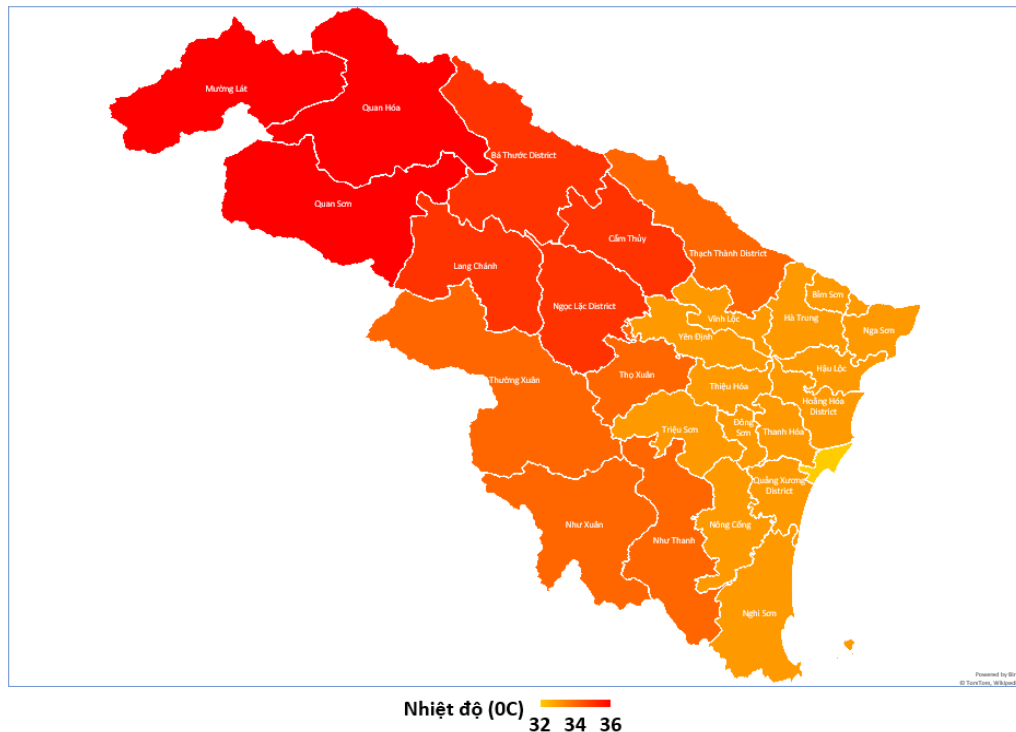 Mường Lát
Quan Hóa
Bá Thước District
Quan Sơn
Cẩm Thủy
Thạch Thành District
Lang Chánh
Bỉm Sơn
Ngọc Lặc District
Vĩnh Lộc
Hà Trung
Nga Sơn
Yên Định
Hậu Lộc
Thường Xuân
Thọ Xuân
Thiệu Hóa
Hoằng Hóa
District
Triệu Sơn
Đông
Sơn
Thanh Hóa
Quảng Xương
District
Như Xuân
Như Thanh
Nông Cống
Nghi Sơn
Powered by Bin
© TomTom, Wikiped
Nhiệt độ (0C)
32 34 36